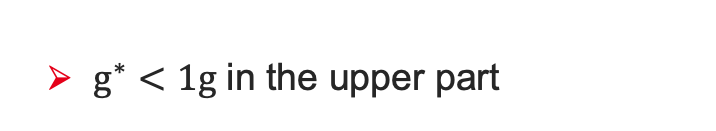 ➢ g* < 1g in the upper part